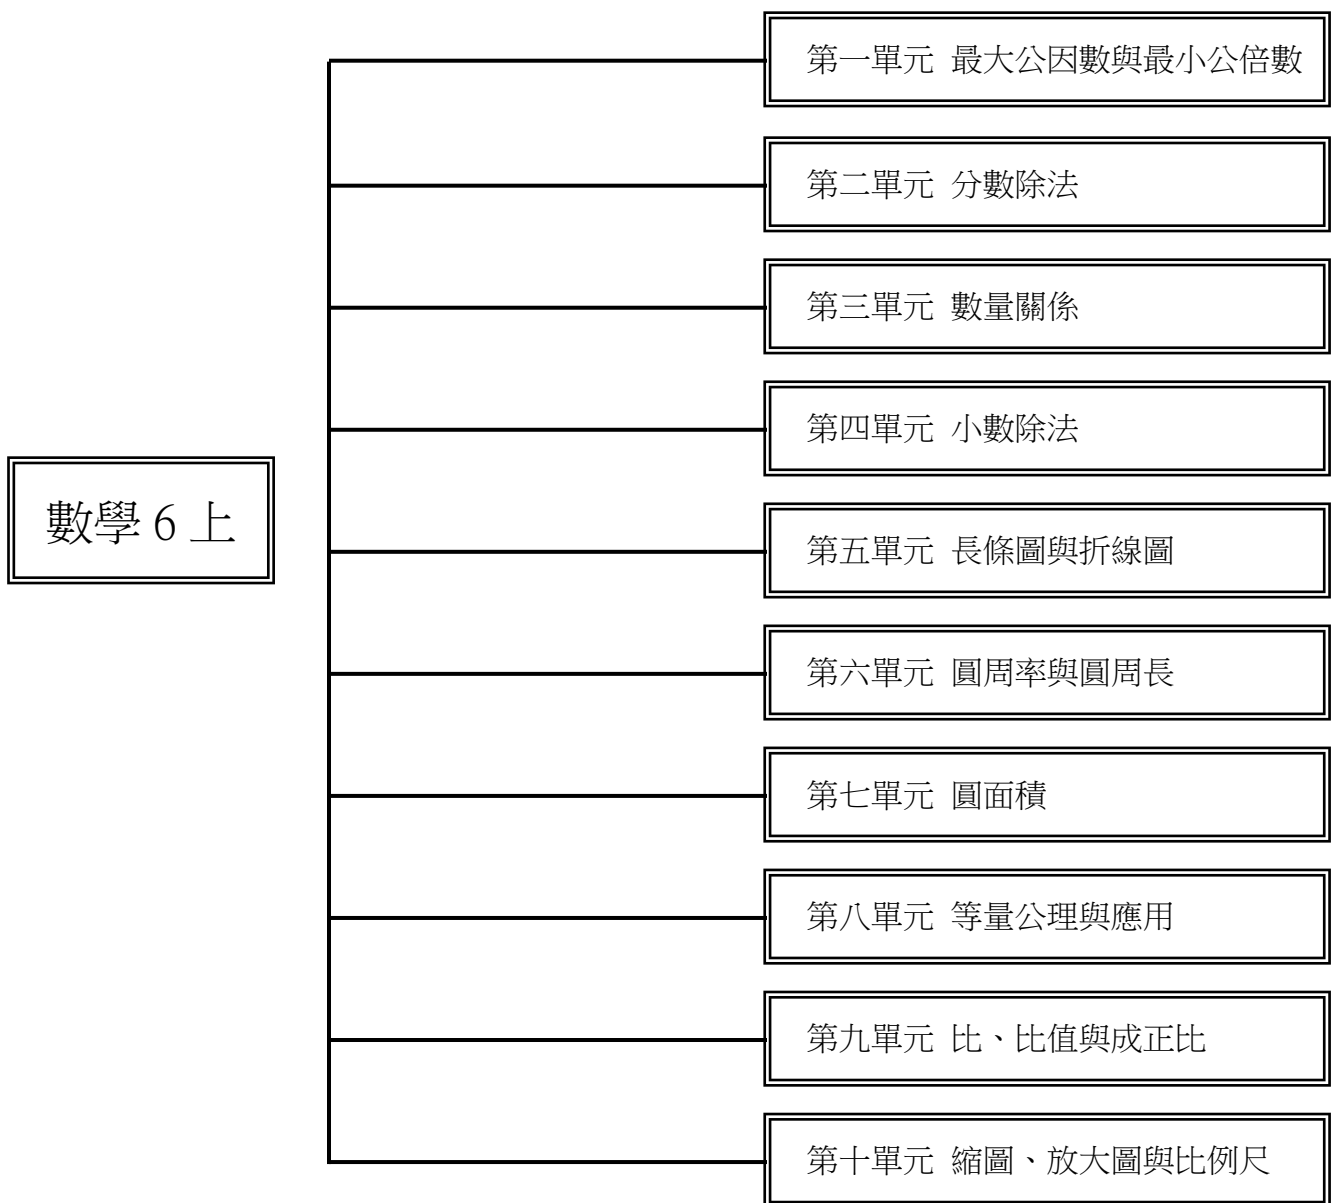 第一單元 最大公因數與最小公倍數
第二單元 分數除法
第三單元 數量關係
第四單元 小數除法
數學 6 上
第五單元 長條圖與折線圖
第六單元 圓周率與圓周長
第七單元 圓面積
第八單元 等量公理與應用
第九單元 比、比值與成正比
第十單元 縮圖、放大圖與比例尺